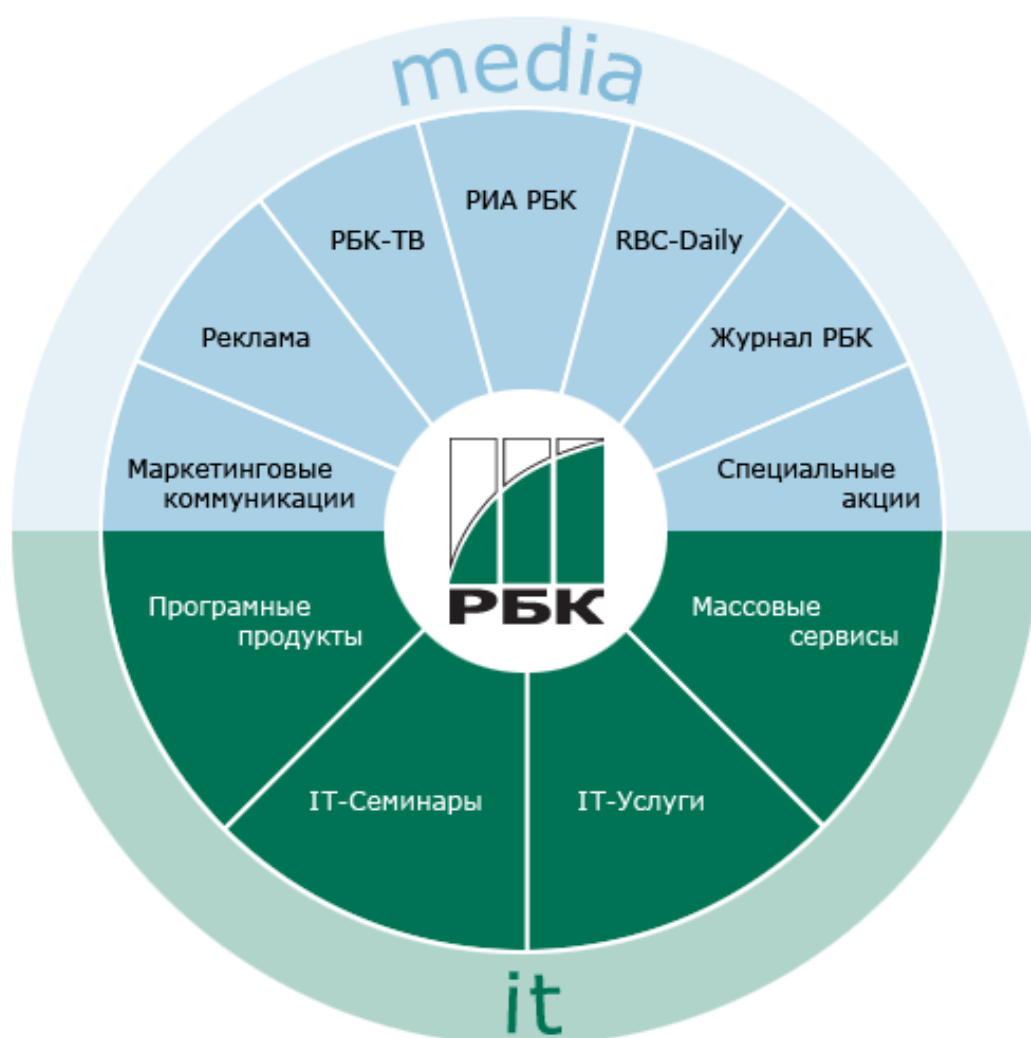 media
РИА РБК
РБК-ТВ
RBC-Daily
Реклама
Журнал РБК
Маркетинговые
коммуникации
Специальные
акции
РБК
Програмные
продукты
Массовые
сервисы
IT-Семинары
IT-Услуги
it